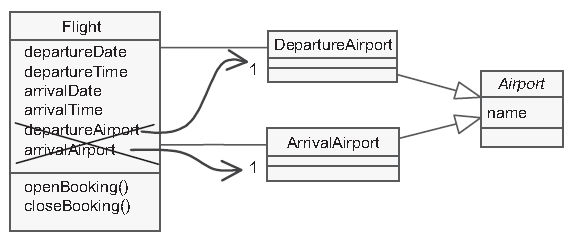 Flight
departureDate
departureTime
arrivalDate
arrivalTime
departureAirport
arrivalAirport
openBooking()
closeBooking()
DepartureAirport
1
ArrivalAirport
1
Airport
name